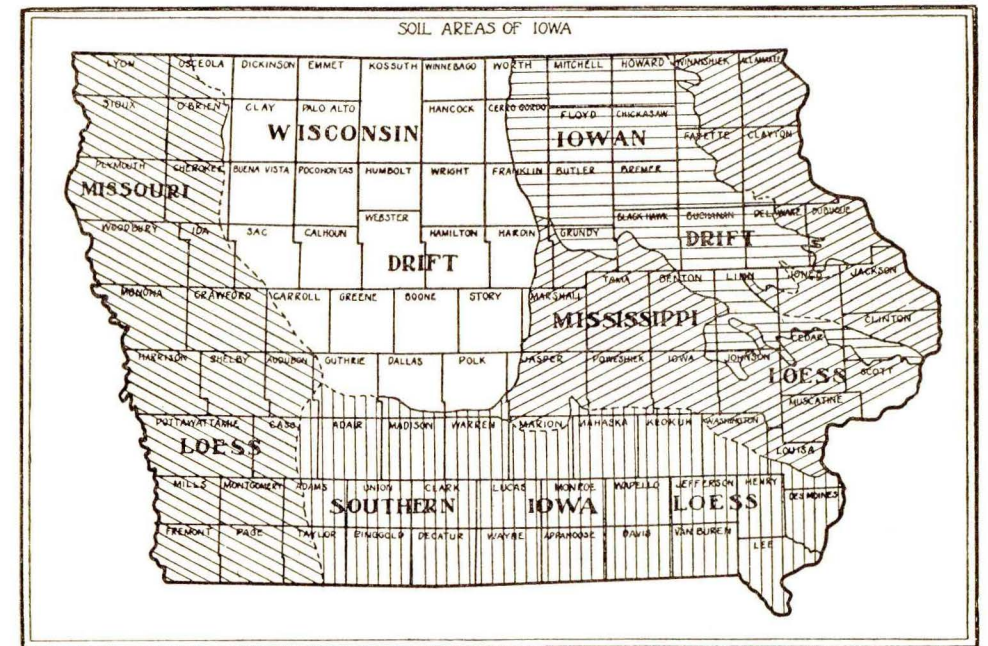 SOIL AREAS OF IOWA
LYON OSCEOLA DICKINSON EMMET KOSSUTH WINNEBAGO WORTH MITCHELL HOWARD WINNESHIEK ALLAMAKEE
SIOUX O'BRIEN CLAY PALO ALTO HANCOCK CERRO GORDO FLOYD CHICKASAW
WISCONSIN IOWAN
FAYETTE CLAYTON
PLYMOUTH CHEROKEE BUENA VISTA POCOHONTAS HUMBOLT WRIGHT FRANKLIN BUTLER BREMER
MISSOURI
WEBSTER BLACK HAWK BUCHANAN DELAWARE DUBUQUE
WOODBURY IDA SAC CALHOUN HAMILTON HARDIN GRUNDY
DRIFT DRIFT
TAMA BENTON LINN JONES JACKSON
MONONA CRAWFORD CARROLL GREENE BOONE STORY MARSHALL
MISSISSIPPI
CLINTON
CEDAR
HARRISON SHELBY AUDUBON GUTHRIE DALLAS POLK JASPER POWESHIEK IOWA JOHNSON
LOESS SCOTT
MUSCATINE
POTTAWATTAMIE CASS ADAIR MADISON WARREN MARION MAHASKA KEOKUK WASHINGTON
LOESS
LOUISA
MILLS MONTGOMERY ADAMS UNION CLARK LUCAS MONROE WAPELLO JEFFERSON HENRY
DES MOINES
SOUTHERN IOWA LOESS
FREMONT PAGE TAYLOR RINGGOLD DECATUR WAYNE APPANOOSE DAVIS VAN BUREN
LEE